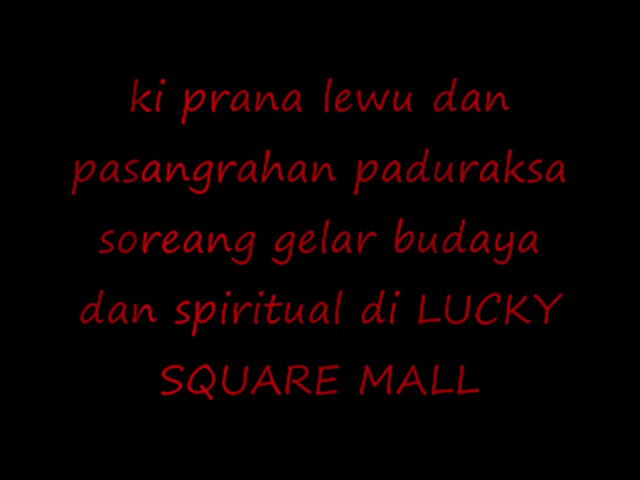 ki prana lewu dan
pasangrahan paduraksa
soreang gelar budaya
dan spiritual di LUCKY
SQUARE MALL